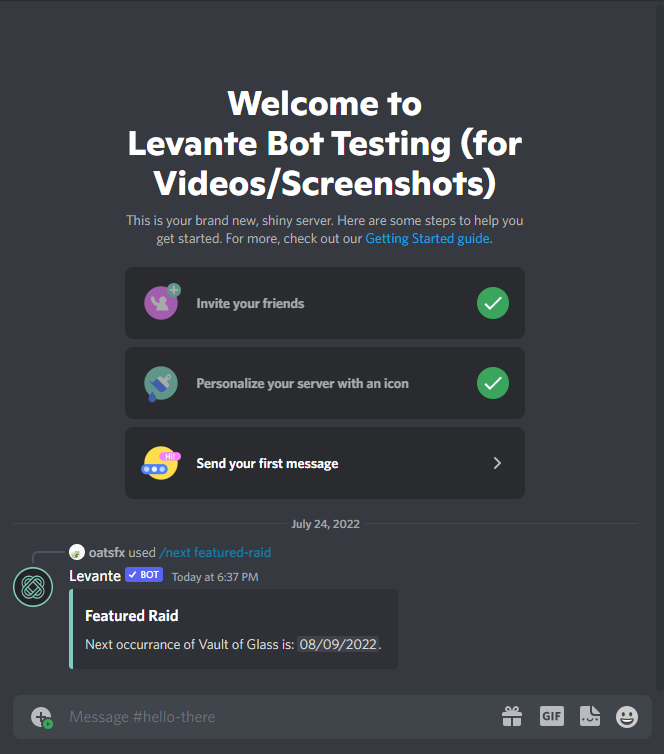 Welcome to
Levante Bot Testing (for
Videos/Screenshots)
This is your brand new, shiny server. Here are some steps to help you
get started. For more, check out our Getting Started guide.
Invite your friends
Personalize your server with an icon
Hi!
Send your first message
July 24, 2022
oatsfx used /next featured-raid
Levante BOT Today at 6:37 PM
Featured Raid
Next occurrance of Vault of Glass is: 08/09/2022.
Message #hello-there
GIF